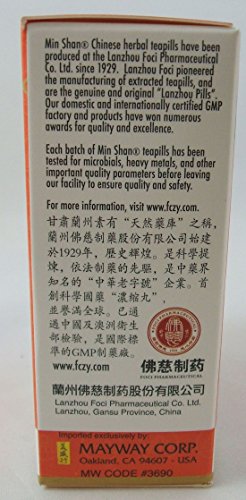 Min Shan® Chinese herbal teapills have been
produced at the Lanzhou Foci Pharmaceutical
Co. Ltd. since 1929. Lanzhou Foci pioneered
the manufacturing of extracted teapills, and
are the genuine and original "Lanzhou Pills".
Our domestic and internationally certified GMP
factory and products have won numerous
awards for quality and excellence.
Each batch of Min Shan® teapills has been
tested for microbials, heavy metals, and other
important quality parameters before leaving
our facility to ensure quality and safety.
For more information, visit www.fczy.com.
甘肅蘭州素有“天然藥庫”之稱，
蘭州佛慈制藥股份有限公司始建
於1929年，歷史輝煌。是科學提
煉，依法制藥的先驅，是中藥界
知名的“中華老字號”企業。首
創科學國藥“濃縮丸”，
並譽滿全球。已通
過中國及澳洲衛生
部檢驗，是國際標
準的GMP制藥廠。
www.fczy.com
佛慈制药
FOCI PHARMACEUTICAL
蘭州佛慈制药股份有限公司
Lanzhou Foci Pharmaceutical Co. Ltd.
Lanzhou, Gansu Province, China
Imported exclusively by:
MAYWAY CORP.
Oakland, CA 94607 - USA
MW CODE #3690